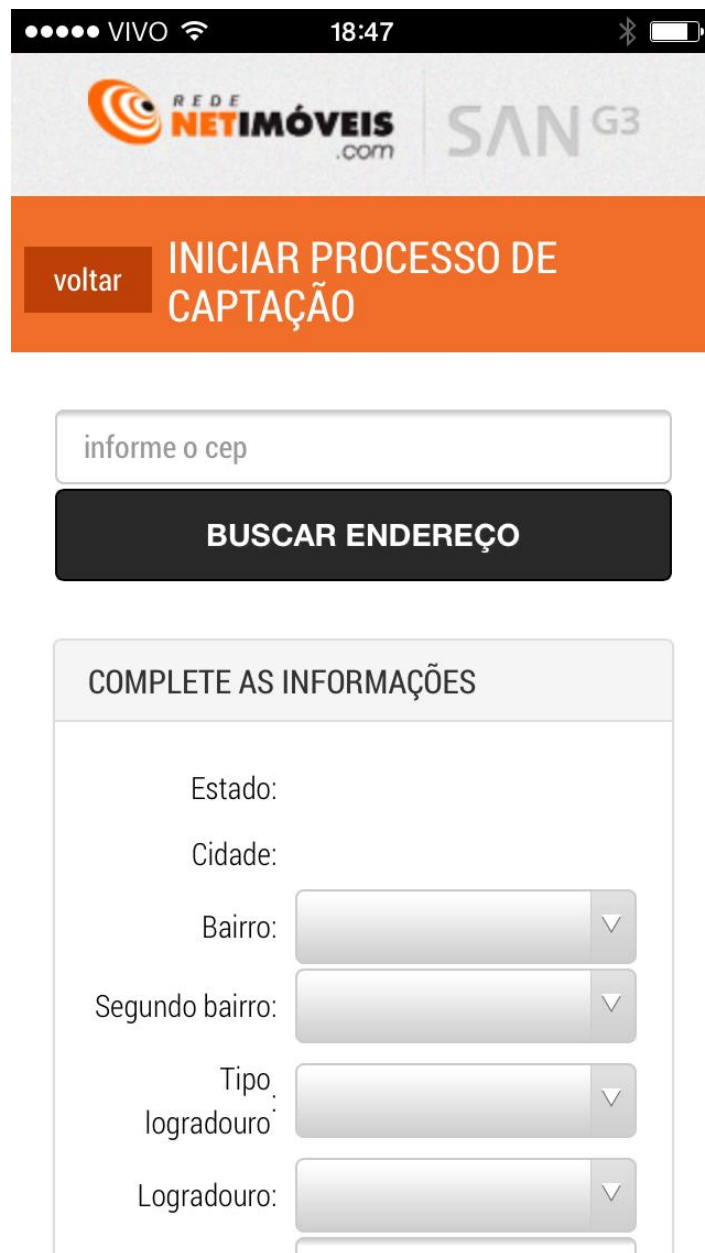 VIVO 18:47
REDE
NETIMÓVEIS
.com
SAN G3
voltar
INICIAR PROCESSO DE
CAPTAÇÃO
informe o cep
BUSCAR ENDEREÇO
COMPLETE AS INFORMAÇÕES
Estado:
Cidade:
Bairro:
Segundo bairro:
Tipo
logradouro:
Logradouro: